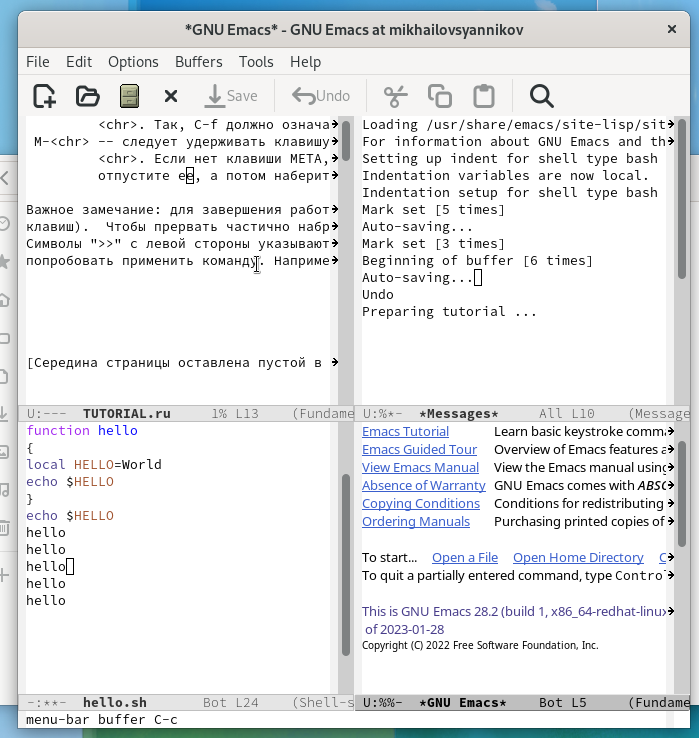 *GNU Emacs* - GNU Emacs at mikhailovsyannikov
File Edit Options Buffers Tools Help
Save Undo
<chr>. Так, C-f должно означа
M-<chr> -- следует удерживать клавишу
<chr>. Если нет клавиши META,
отпустите её, а потом наберит
Важное замечание: для завершения работ
клавиш).  Чтобы прервать частично набр
Символы ">>" с левой стороны указывают
попробовать применить команду. Наприме
[Середина страницы оставлена пустой в
U:--- TUTORIAL.ru 1% L13 (Fundame
Loading /usr/share/emacs/site-lisp/sit
For information about GNU Emacs and th
Setting up indent for shell type bash
Indentation variables are now local.
Indentation setup for shell type bash
Mark set [5 times]
Auto-saving...
Mark set [3 times]
Beginning of buffer [6 times]
Auto-saving...
Undo
Preparing tutorial ...
U:%*- *Messages* All L10 (Message
function hello
{
local HELLO=World
echo $HELLO
}
echo $HELLO
hello
hello
hello
hello
hello
-:**- hello.sh Bot L24 (Shell-s
Emacs Tutorial Learn basic keystroke comm
Emacs Guided Tour Overview of Emacs features a
View Emacs Manual View the Emacs manual using
Absence of Warranty GNU Emacs comes with ABSO
Copying Conditions Conditions for redistributing
Ordering Manuals Purchasing printed copies of
To start... Open a File Open Home Directory C
To quit a partially entered command, type Contro
This is GNU Emacs 28.2 (build 1, x86_64-redhat-linux
of 2023-01-28
Copyright (C) 2022 Free Software Foundation, Inc.
U:%%- *GNU Emacs* Bot L5 (Fundame
menu-bar buffer C-c